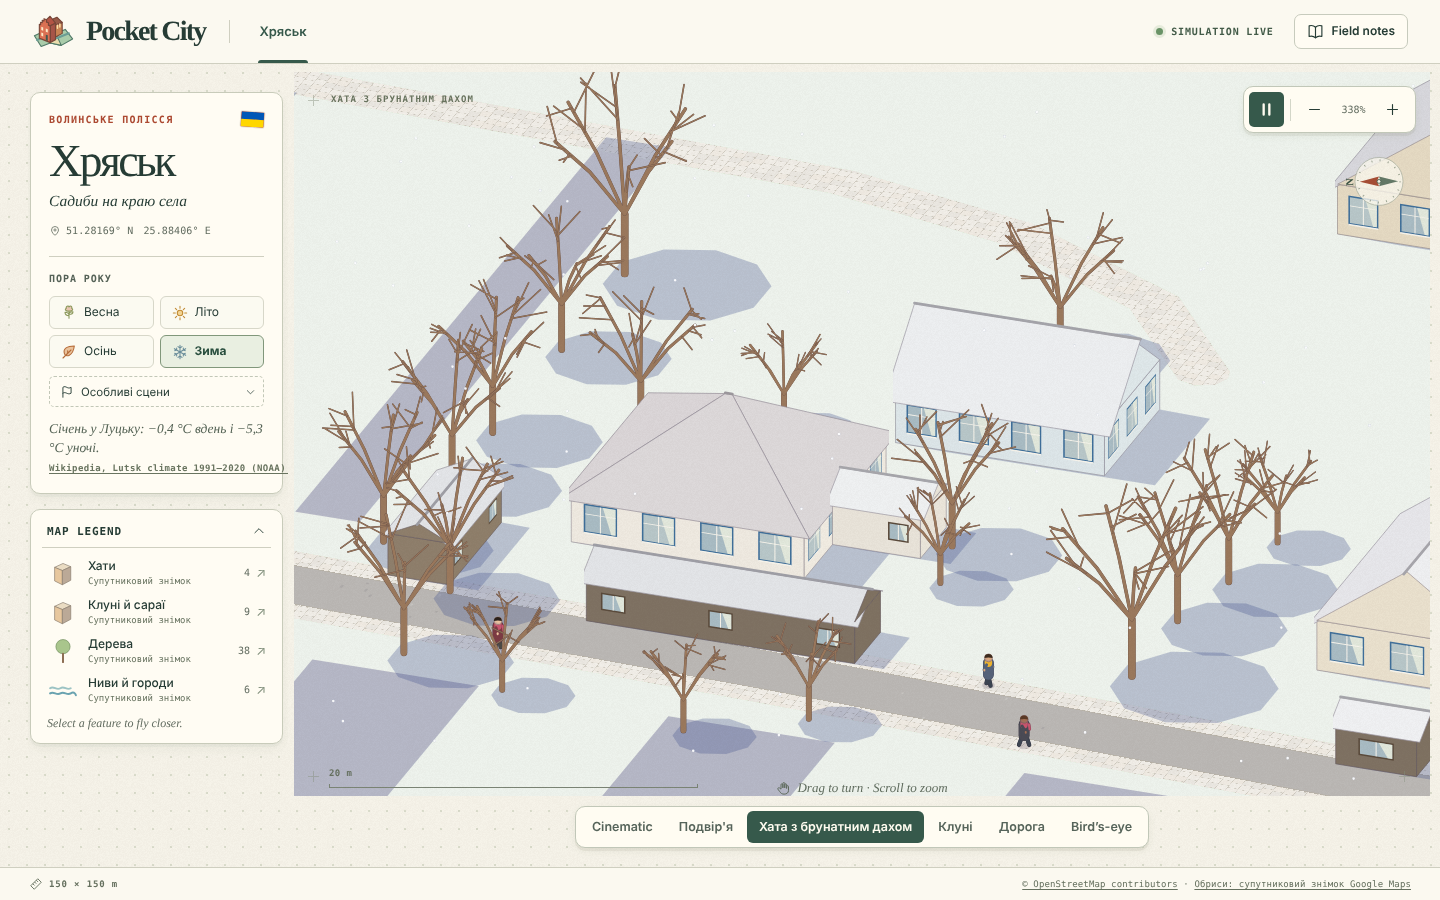 Pocket City
Хряськ
SIMULATION LIVE
Field notes
ВОЛИНСЬКЕ ПОЛІССЯ
Хряськ
Садиби на краю села
51.28169° N 25.88406° E
ПОРА РОКУ
Весна
Літо
Осінь
Зима
Особливі сцени
Січень у Луцьку: −0,4 °C вдень і −5,3
°C уночі.
Wikipedia, Lutsk climate 1991–2020 (NOAA)
MAP LEGEND
Хати
Супутниковий знімок
4
Клуні й сараї
Супутниковий знімок
9
Дерева
Супутниковий знімок
38
Ниви й городи
Супутниковий знімок
6
Select a feature to fly closer.
ХАТА З БРУНАТНИМ ДАХОМ
338%
N
20 m
Drag to turn · Scroll to zoom
Cinematic
Подвір'я
Хата з брунатним дахом
Клуні
Дорога
Bird's-eye
150 × 150 m
© OpenStreetMap contributors · Обриси: супутниковий знімок Google Maps